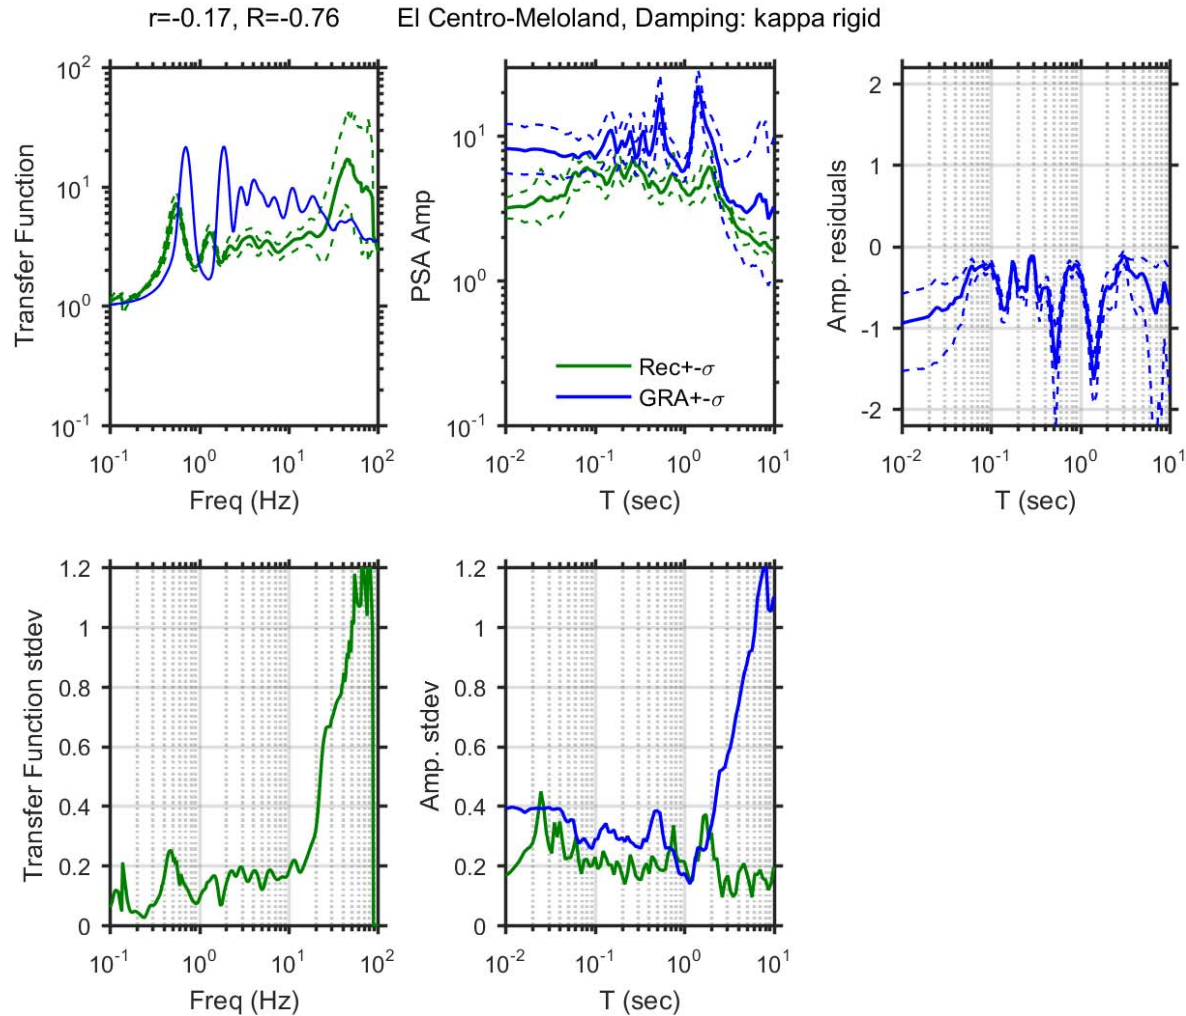 r=-0.17, R=-0.76 El Centro-Meloland, Damping: kappa rigid
Transfer Function
10^2
10^1
10^0
10^-1
10^-1 10^0 10^1 10^2
Freq (Hz)
PSA Amp
10^1
10^0
10^-1
Rec+-σ
GRA+-σ
10^-2 10^-1 10^0 10^1
T (sec)
Amp. residuals
2
1
0
-1
-2
10^-2 10^-1 10^0 10^1
T (sec)
Transfer Function stdev
1.2
1
0.8
0.6
0.4
0.2
0
10^-1 10^0 10^1 10^2
Freq (Hz)
Amp. stdev
1.2
1
0.8
0.6
0.4
0.2
0
10^-2 10^-1 10^0 10^1
T (sec)